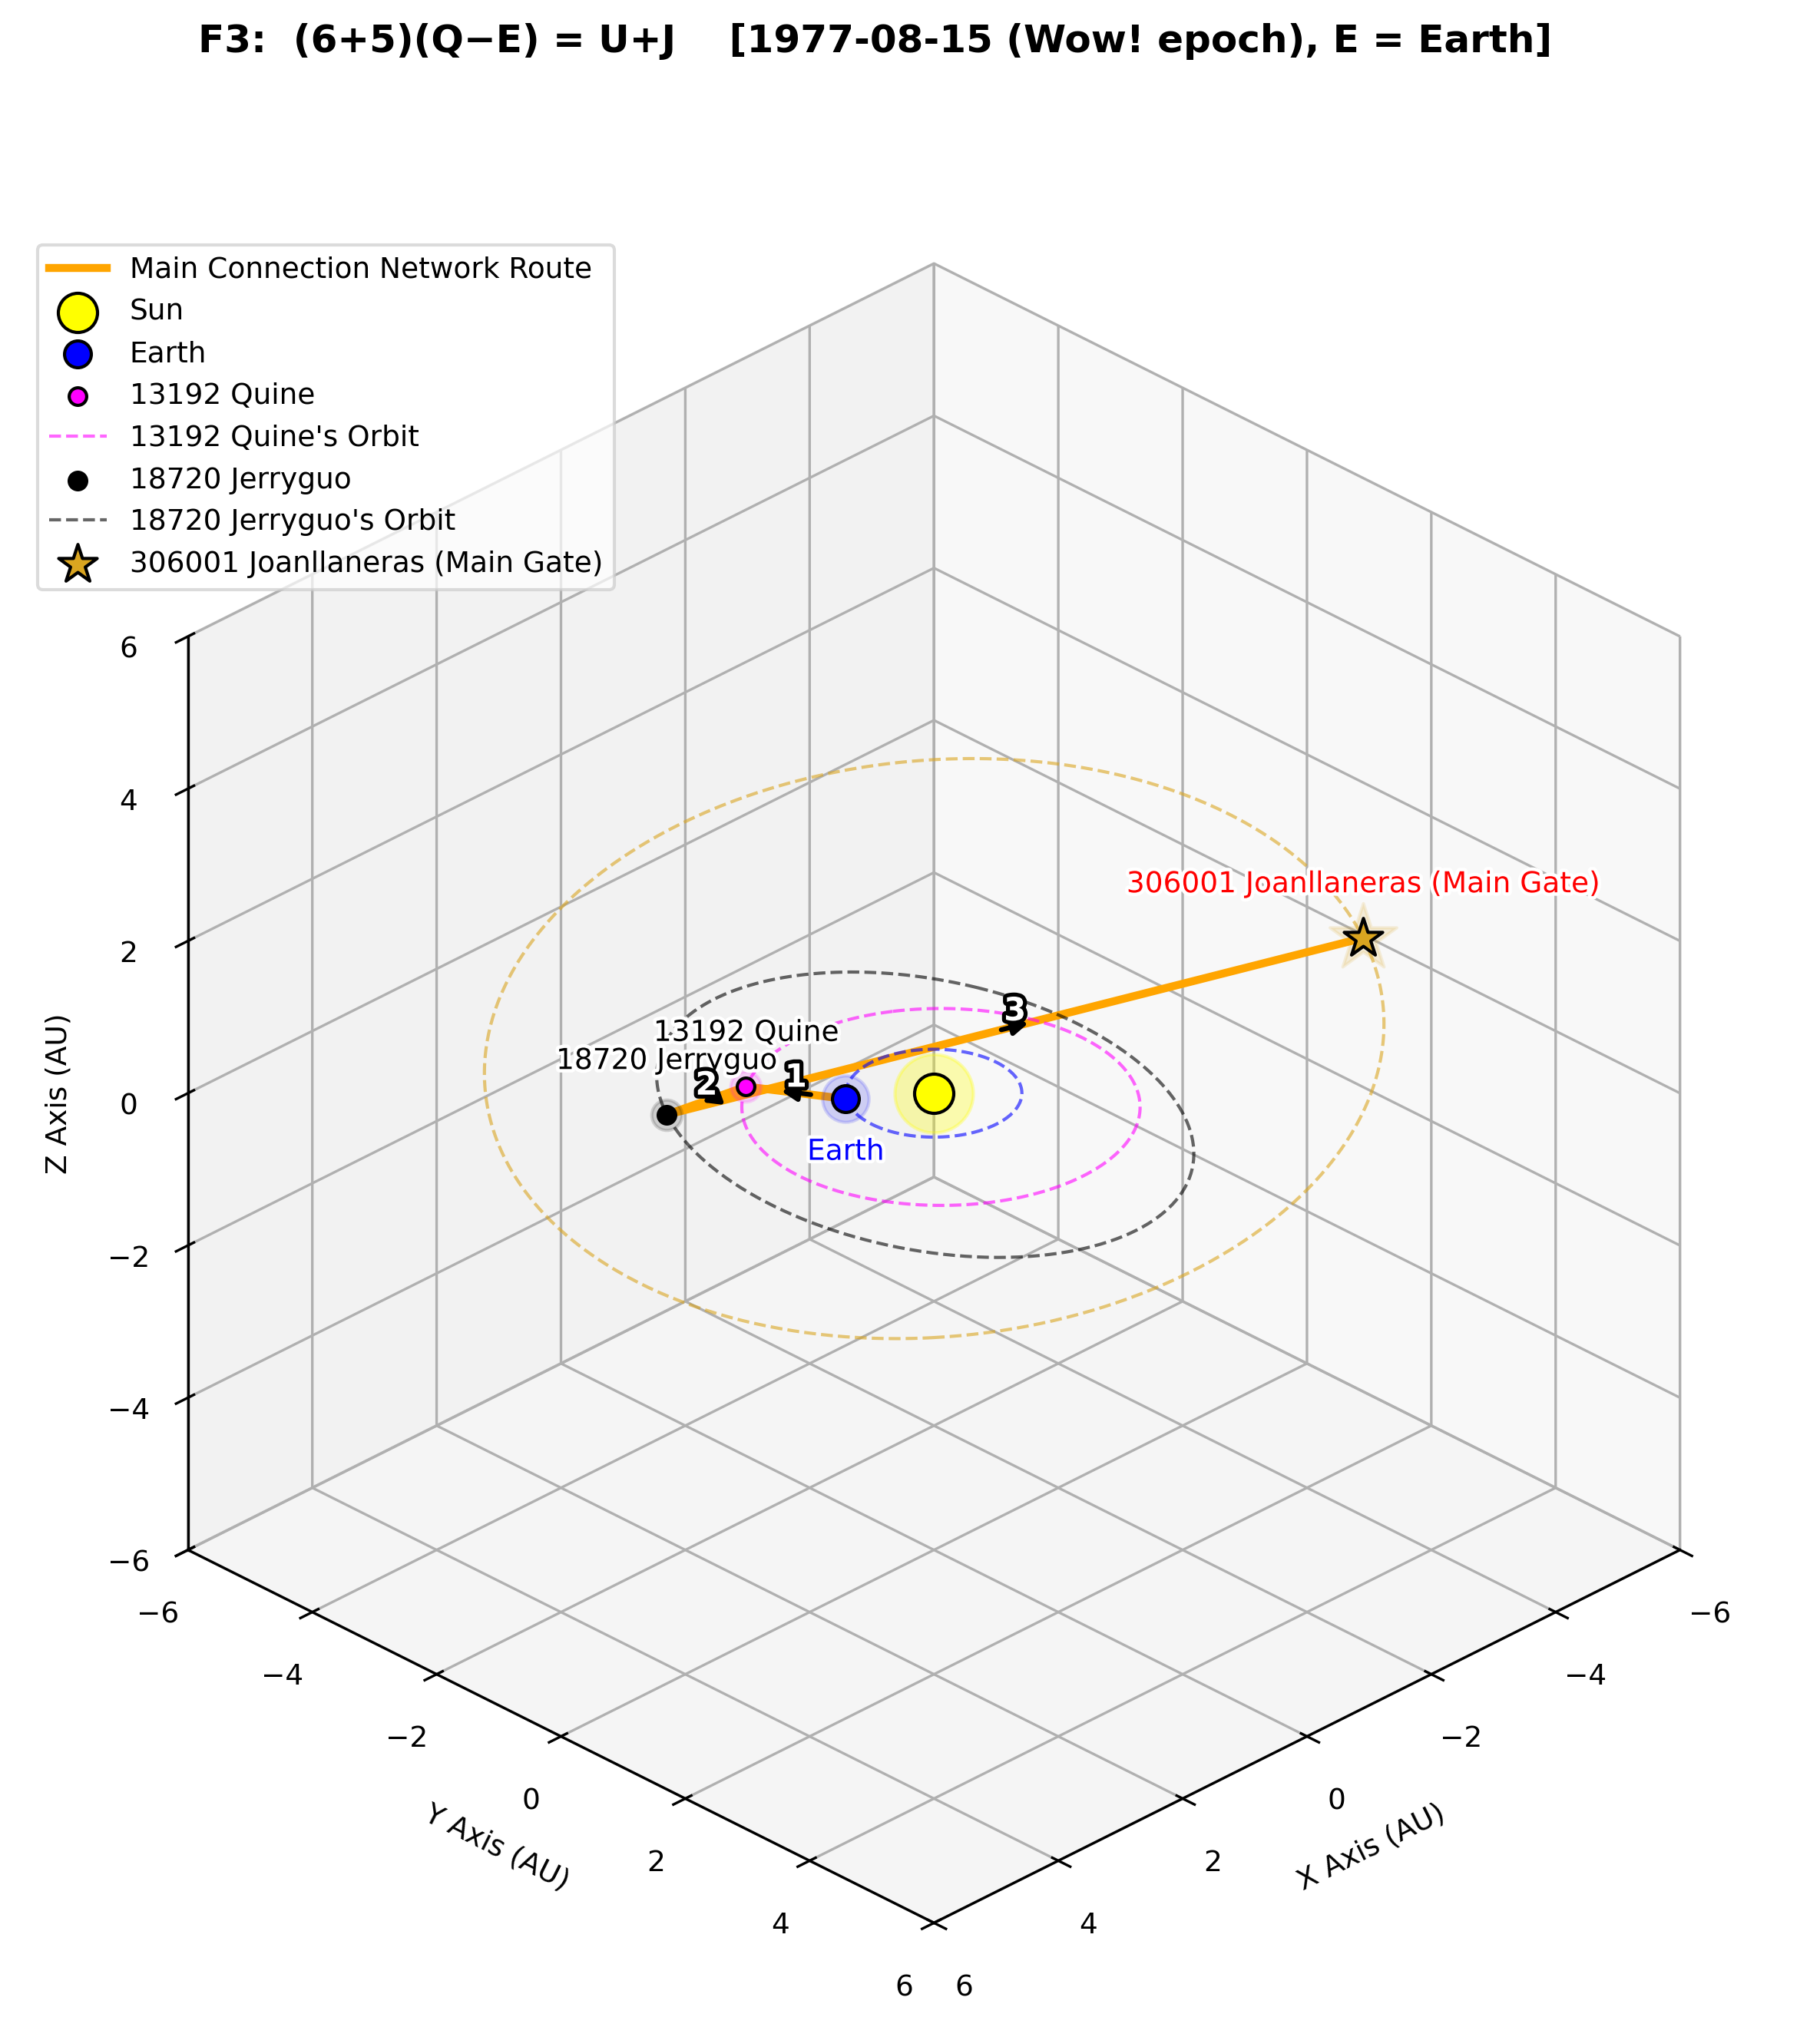 F3:  (6+5)(Q−E) = U+J    [1977-08-15 (Wow! epoch), E = Earth]
Main Connection Network Route
Sun
Earth
13192 Quine
13192 Quine's Orbit
18720 Jerryguo
18720 Jerryguo's Orbit
306001 Joanllaneras (Main Gate)
306001 Joanllaneras (Main Gate)
13192 Quine
18720 Jerryguo
1
2
3
Earth
Z Axis (AU)
6
4
2
0
−2
−4
−6
Y Axis (AU)
−6
−4
−2
0
2
4
6
X Axis (AU)
6
4
2
0
−2
−4
−6